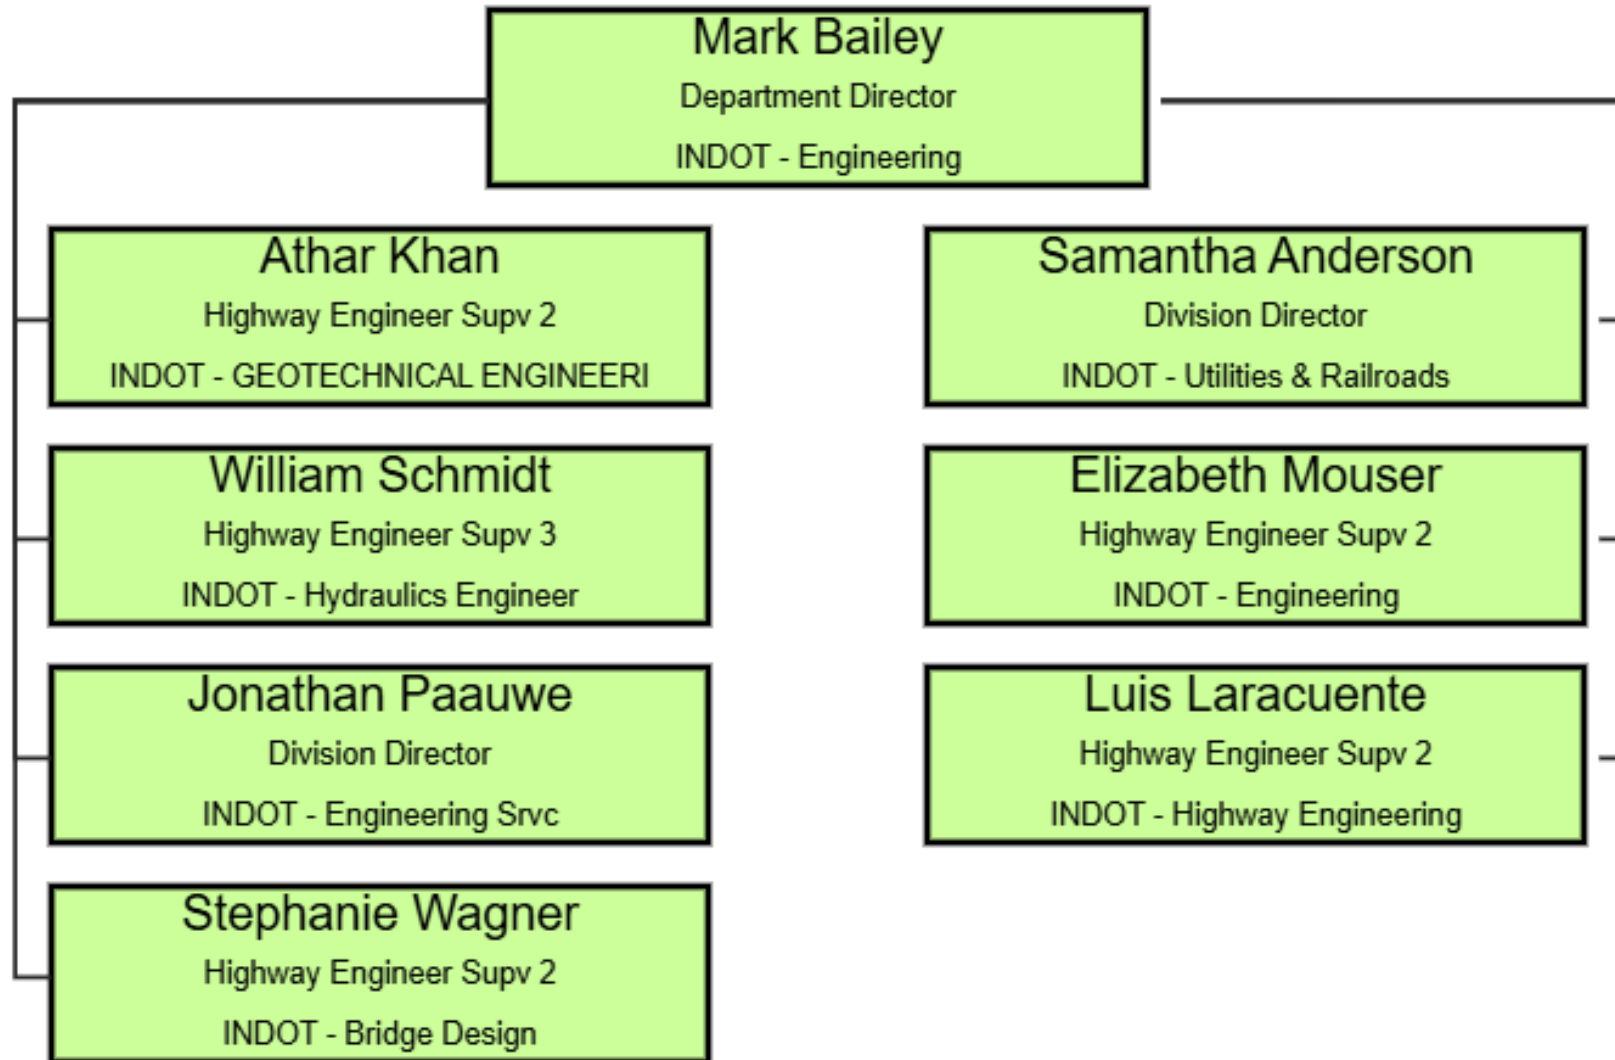 Mark Bailey
Department Director
INDOT - Engineering
Athar Khan
Highway Engineer Supv 2
INDOT - GEOTECHNICAL ENGINEERI
William Schmidt
Highway Engineer Supv 3
INDOT - Hydraulics Engineer
Jonathan Paauwe
Division Director
INDOT - Engineering Srvc
Stephanie Wagner
Highway Engineer Supv 2
INDOT - Bridge Design
Samantha Anderson
Division Director
INDOT - Utilities & Railroads
Elizabeth Mouser
Highway Engineer Supv 2
INDOT - Engineering
Luis Laracuente
Highway Engineer Supv 2
INDOT - Highway Engineering